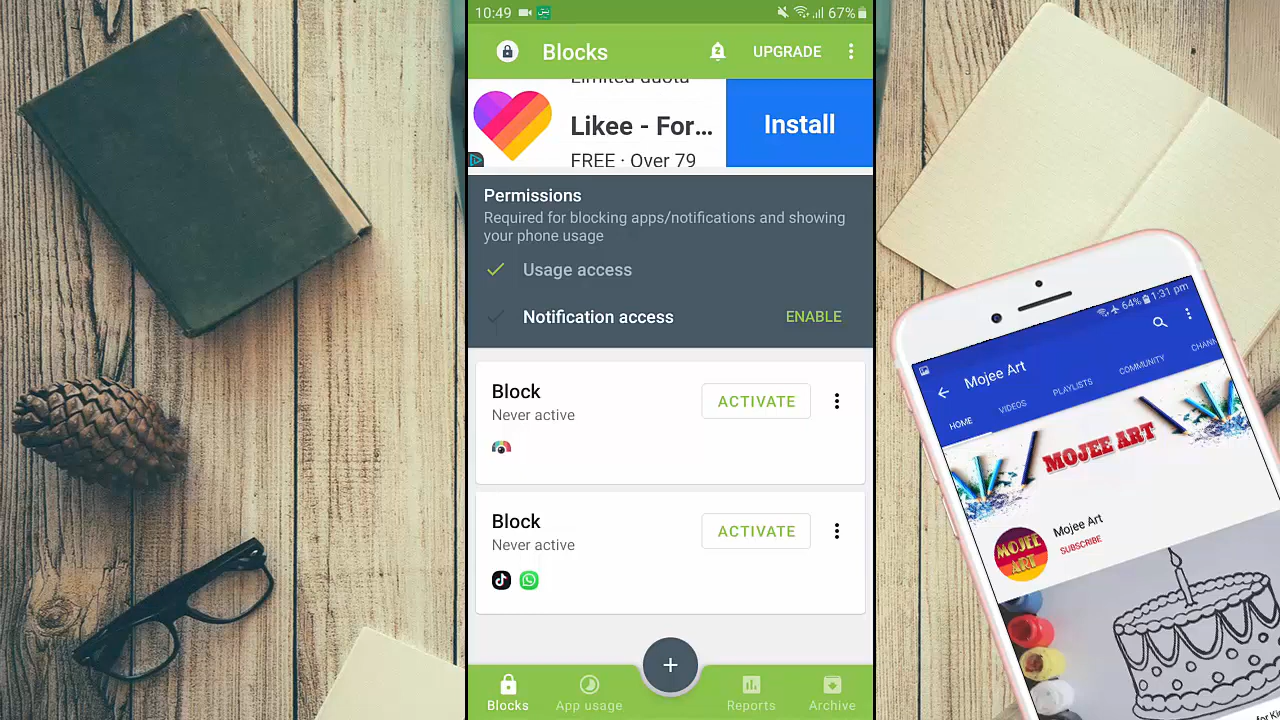 10:49
67%
Blocks
UPGRADE
Limited quota
Likee - For...
Install
FREE · Over 79
Permissions
Required for blocking apps/notifications and showing
your phone usage
Usage access
Notification access
ENABLE
Block
Never active
ACTIVATE
Block
Never active
ACTIVATE
+
Blocks
App usage
Reports
Archive
64% 1:31 pm
Mojee Art
HOME
VIDEOS
PLAYLISTS
COMMUNITY
CHANN
MOJEE ART
MOJEE
ART
Mojee Art
SUBSCRIBE